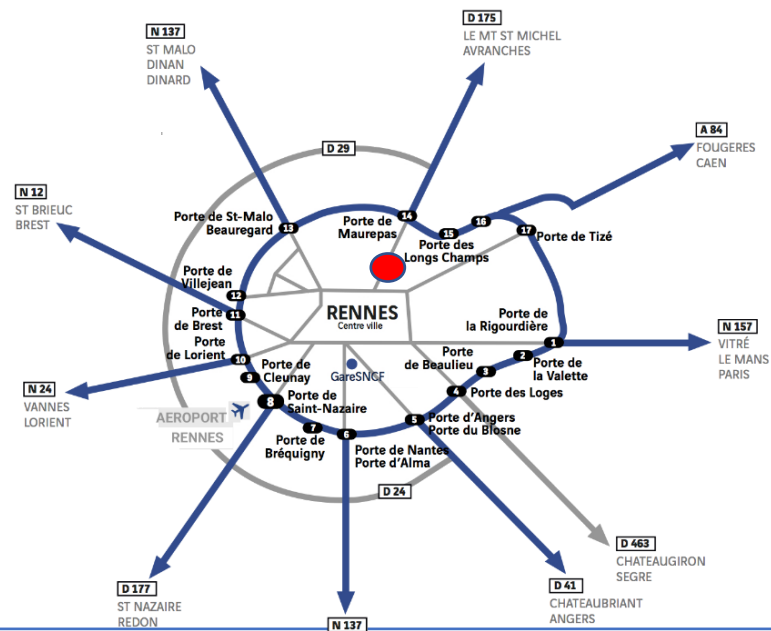 N 137
ST MALO
DINAN
DINARD
D 175
LE MT ST MICHEL
AVRANCHES
A 84
FOUGERES
CAEN
D 29
N 12
ST BRIEUC
BREST
Porte de St-Malo
Beauregard
13
Porte de
Maurepas
14
15
Porte des
Longs Champs
16
17
Porte de Tizé
Porte de
Villejean
12
11
Porte
de Brest
RENNES
Centre ville
Porte de
la Rigourdière
1
N 157
VITRÉ
LE MANS
PARIS
Porte
de Lorient
10
9
Porte de
Cleunay
GareSNCF
Porte
de Beaulieu
3
2
Porte de
la Valette
N 24
VANNES
LORIENT
AEROPORT
RENNES
8
Porte de
Saint-Nazaire
4
Porte des Loges
7
Porte de
Bréquigny
6
Porte de Nantes
Porte d'Alma
5
Porte d'Angers
Porte du Blosne
D 24
D 463
CHATEAUGIRON
SEGRE
D 177
ST NAZAIRE
REDON
N 137
D 41
CHATEAUBRIANT
ANGERS